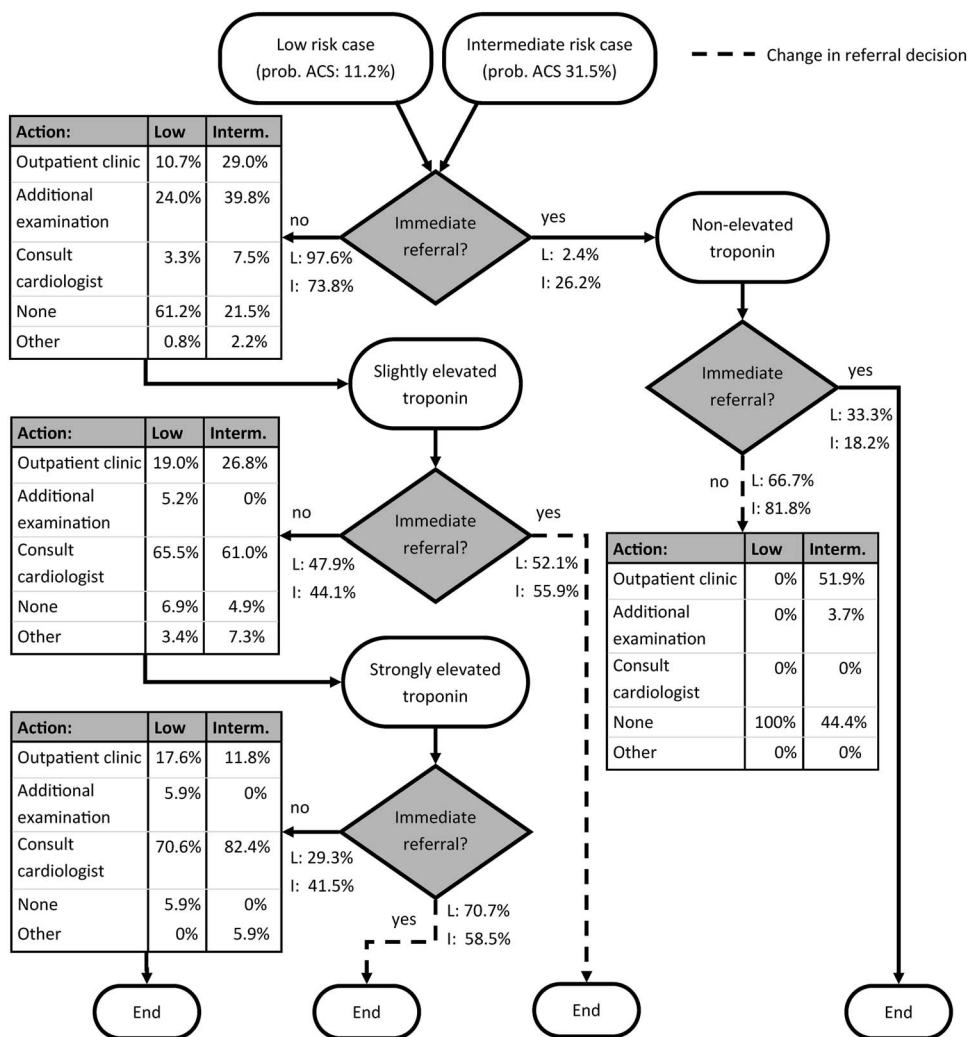 Low risk case
(prob. ACS: 11.2%)
Intermediate risk case
(prob. ACS 31.5%)
Change in referral decision
Action: Low Interm.
Outpatient clinic 10.7% 29.0%
Additional
examination 24.0% 39.8%
Consult
cardiologist 3.3% 7.5%
None 61.2% 21.5%
Other 0.8% 2.2%
Immediate
referral?
no
L: 97.6%
I: 73.8%
yes
L: 2.4%
I: 26.2%
Non-elevated
troponin
Slightly elevated
troponin
Immediate
referral?
yes
L: 33.3%
I: 18.2%
no
L: 66.7%
I: 81.8%
Action: Low Interm.
Outpatient clinic 19.0% 26.8%
Additional
examination 5.2% 0%
Consult
cardiologist 65.5% 61.0%
None 6.9% 4.9%
Other 3.4% 7.3%
Immediate
referral?
no
L: 47.9%
I: 44.1%
yes
L: 52.1%
I: 55.9%
Action: Low Interm.
Outpatient clinic 0% 51.9%
Additional
examination 0% 3.7%
Consult
cardiologist 0% 0%
None 100% 44.4%
Other 0% 0%
Strongly elevated
troponin
Action: Low Interm.
Outpatient clinic 17.6% 11.8%
Additional
examination 5.9% 0%
Consult
cardiologist 70.6% 82.4%
None 5.9% 0%
Other 0% 5.9%
Immediate
referral?
no
L: 29.3%
I: 41.5%
yes
L: 70.7%
I: 58.5%
End
End
End
End